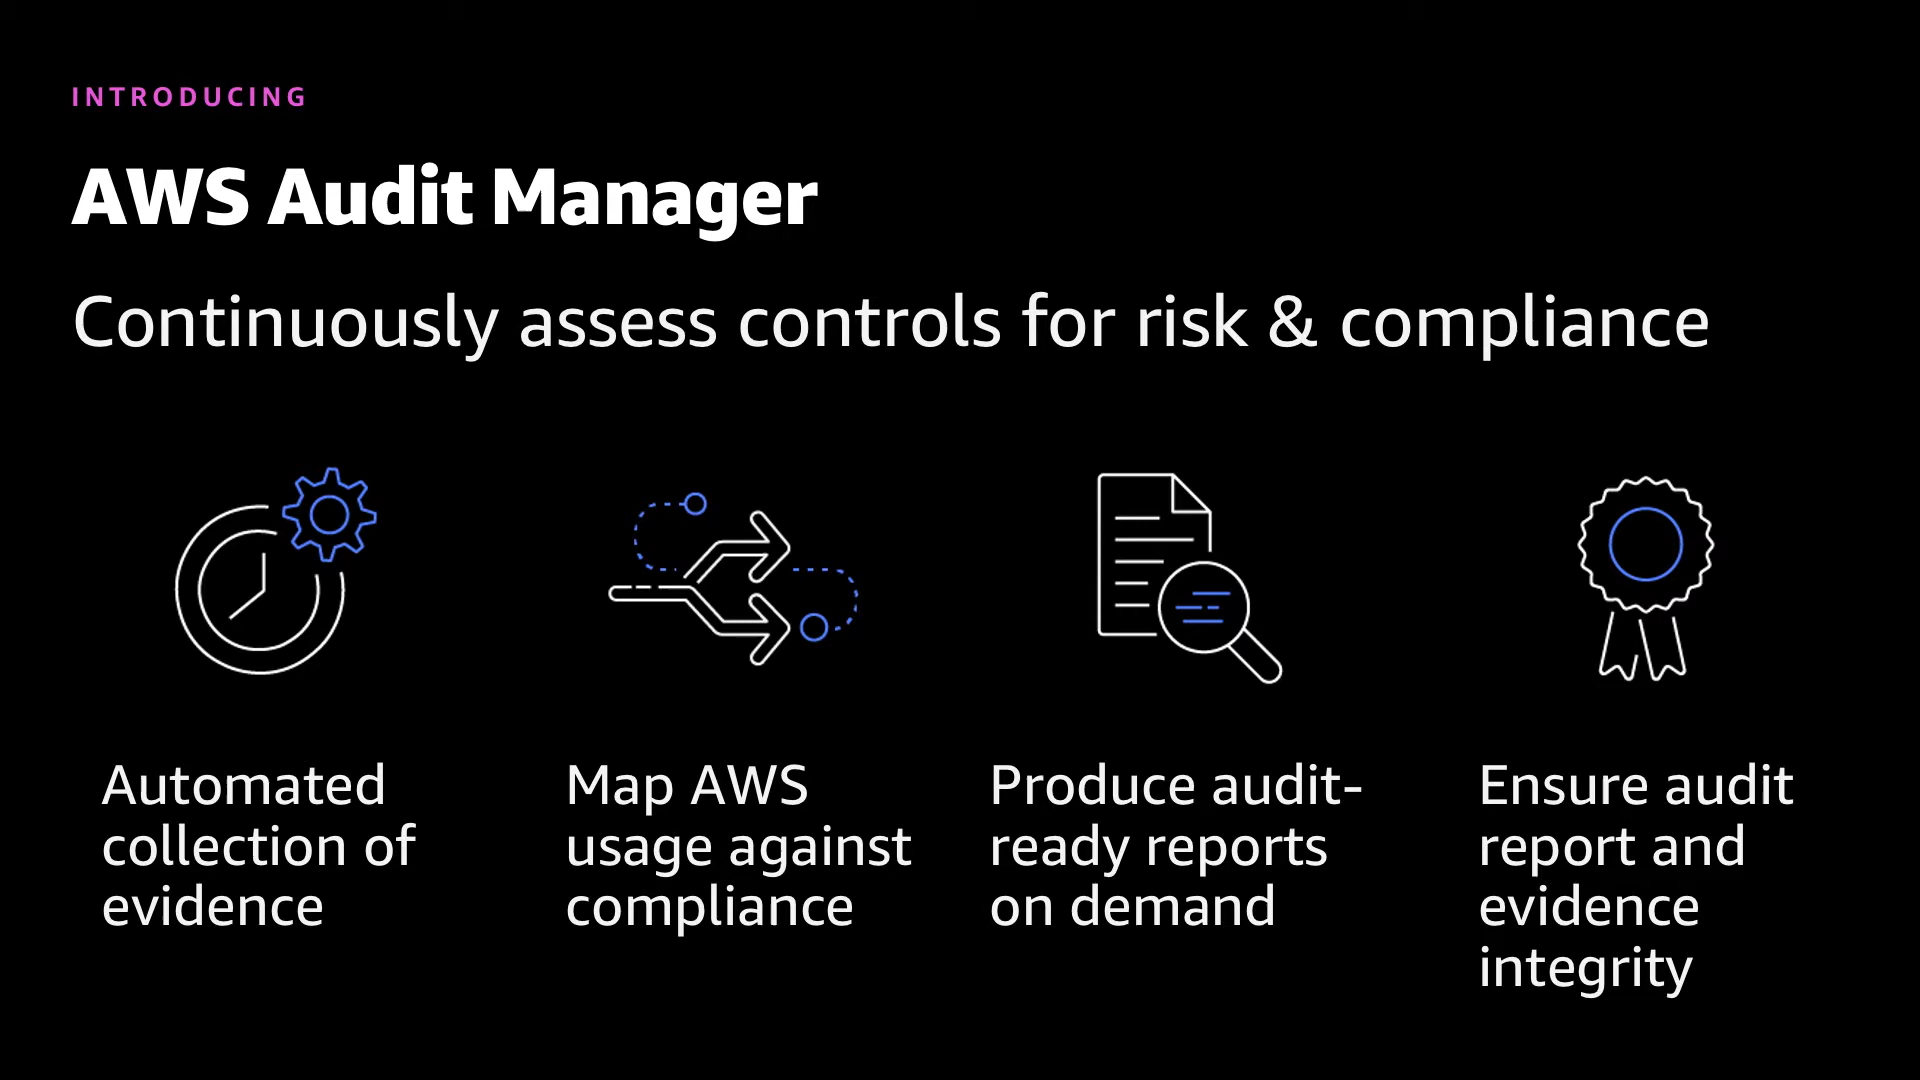 INTRODUCING
AWS Audit Manager
Continuously assess controls for risk & compliance
Automated
collection of
evidence
Map AWS
usage against
compliance
Produce audit-
ready reports
on demand
Ensure audit
report and
evidence
integrity